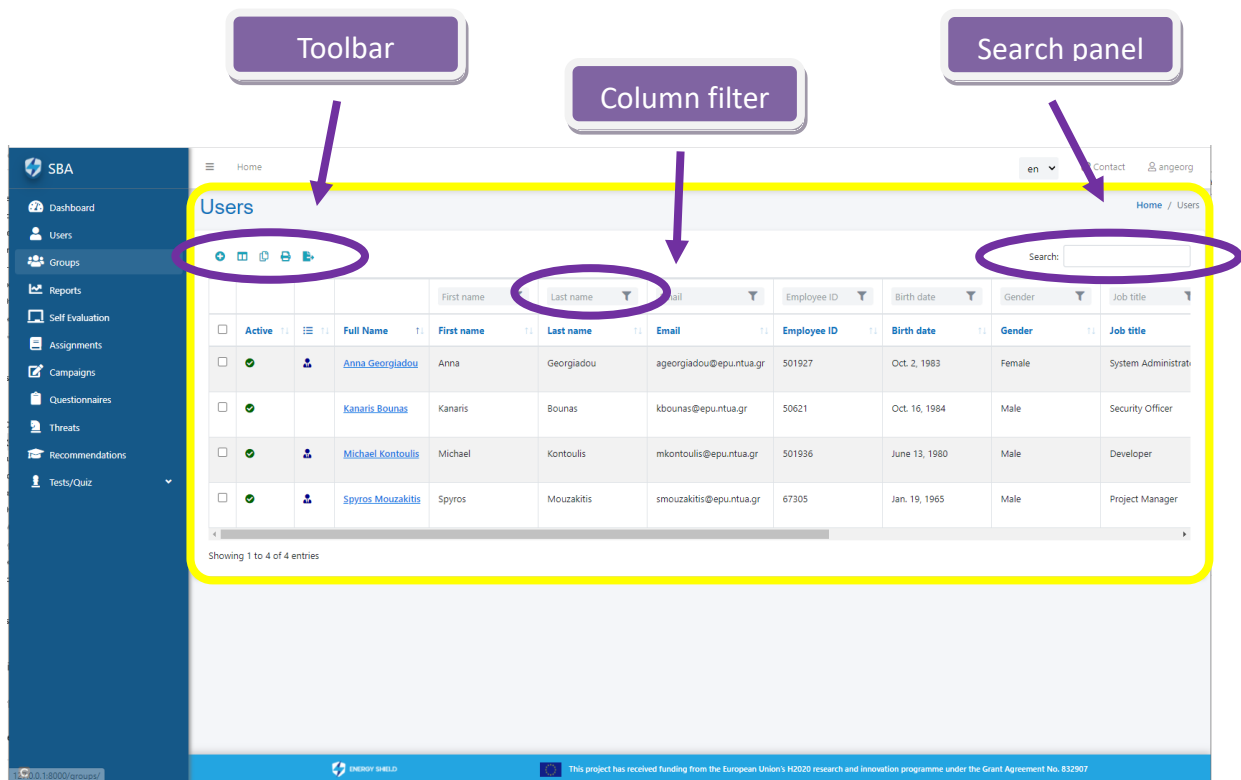 Toolbar
Search panel
Column filter
SBA
Home
en
Contact
angeorg
Dashboard
Users
Groups
Reports
Self Evaluation
Assignments
Campaigns
Questionnaires
Threats
Recommendations
Tests/Quiz
Users
Home / Users
Search:
First name Last name Employee ID Birth date Gender Job title
Active Full Name First name Last name Email Employee ID Birth date Gender Job title
Anna Georgiadou Anna Georgiadou ageorgiadou@epu.ntua.gr 501927 Oct. 2, 1983 Female System Administrat
Kanaris Bounas Kanaris Bounas kbounas@epu.ntua.gr 50621 Oct. 16, 1984 Male Security Officer
Michael Kontoulis Michael Kontoulis mkontoulis@epu.ntua.gr 501936 June 13, 1980 Male Developer
Spyros Mouzakitis Spyros Mouzakitis smouzakitis@epu.ntua.gr 67305 Jan. 19, 1965 Male Project Manager
Showing 1 to 4 of 4 entries
ENERGY SHIELD
This project has received funding from the European Union's H2020 research and innovation programme under the Grant Agreement No. 832907